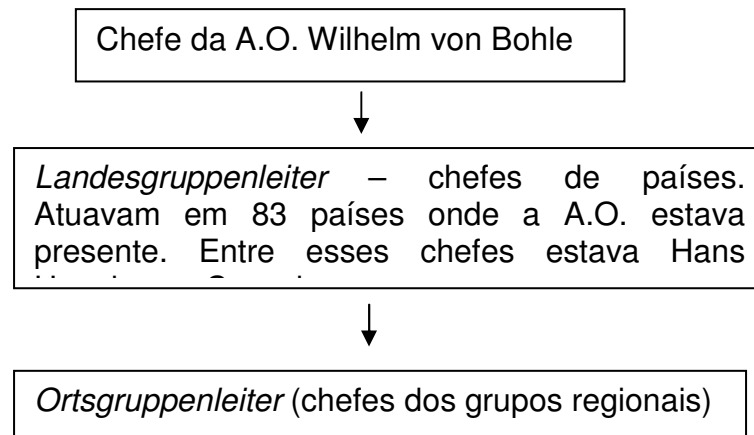 Chefe da A.O. Wilhelm von Bohle
Landesgruppenleiter – chefes de países.
Atuavam em 83 países onde a A.O. estava
presente. Entre esses chefes estava Hans
Ortsgruppenleiter (chefes dos grupos regionais)